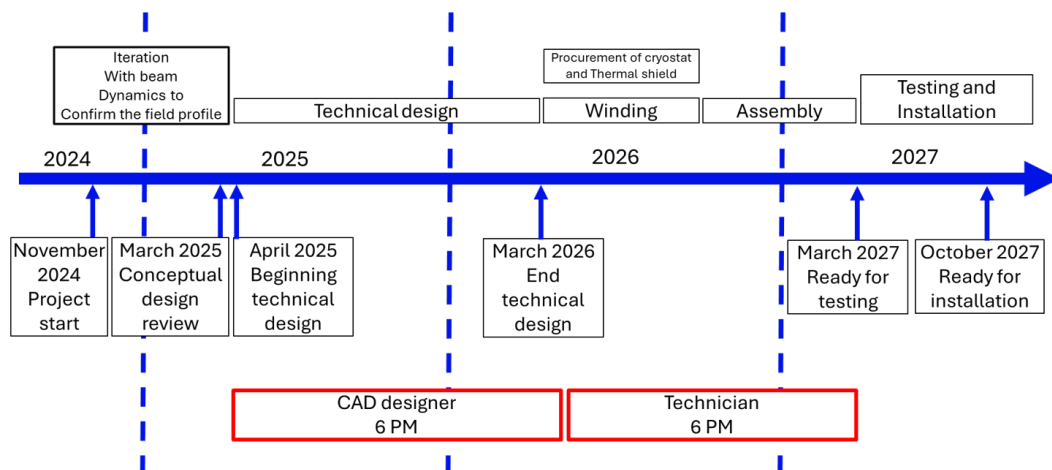 Iteration
With beam
Dynamics to
Confirm the field profile
Procurement of cryostat
and Thermal shield
Technical design
Winding
Assembly
Testing and
Installation
2024
2025
2026
2027
November
2024
Project
start
March 2025
Conceptual
design
review
April 2025
Beginning
technical
design
March 2026
End
technical
design
March 2027
Ready for
testing
October 2027
Ready for
installation
CAD designer
6 PM
Technician
6 PM